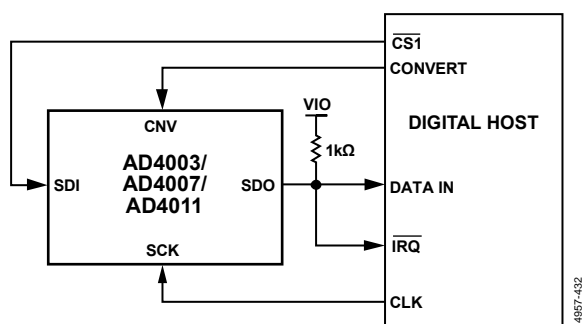 CS1
CONVERT
VIO
CNV
DIGITAL HOST
1kΩ
AD4003/
AD4007/
AD4011
SDI
SDO
DATA IN
IRQ
SCK
CLK
4957-432